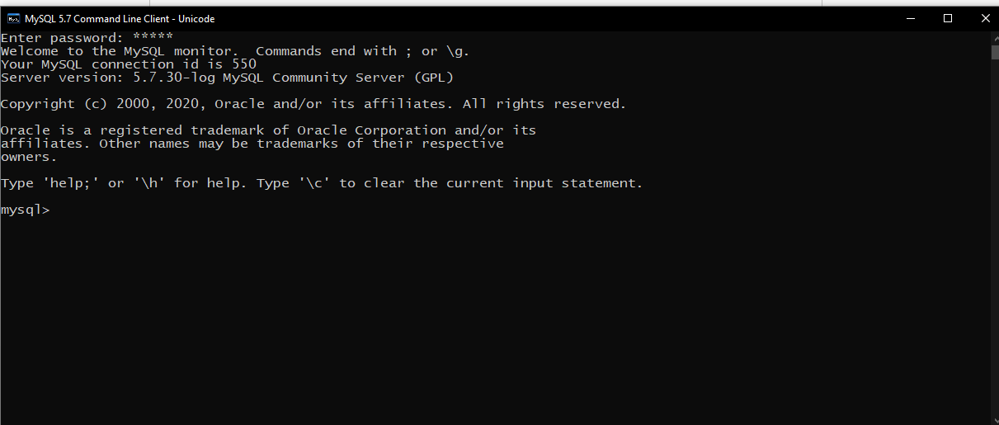 MySQL 5.7 Command Line Client - Unicode
Enter password: *****
Welcome to the MySQL monitor.  Commands end with ; or \g.
Your MySQL connection id is 550
Server version: 5.7.30-log MySQL Community Server (GPL)
Copyright (c) 2000, 2020, Oracle and/or its affiliates. All rights reserved.
Oracle is a registered trademark of Oracle Corporation and/or its
affiliates. Other names may be trademarks of their respective
owners.
Type 'help;' or '\h' for help. Type '\c' to clear the current input statement.
mysql>